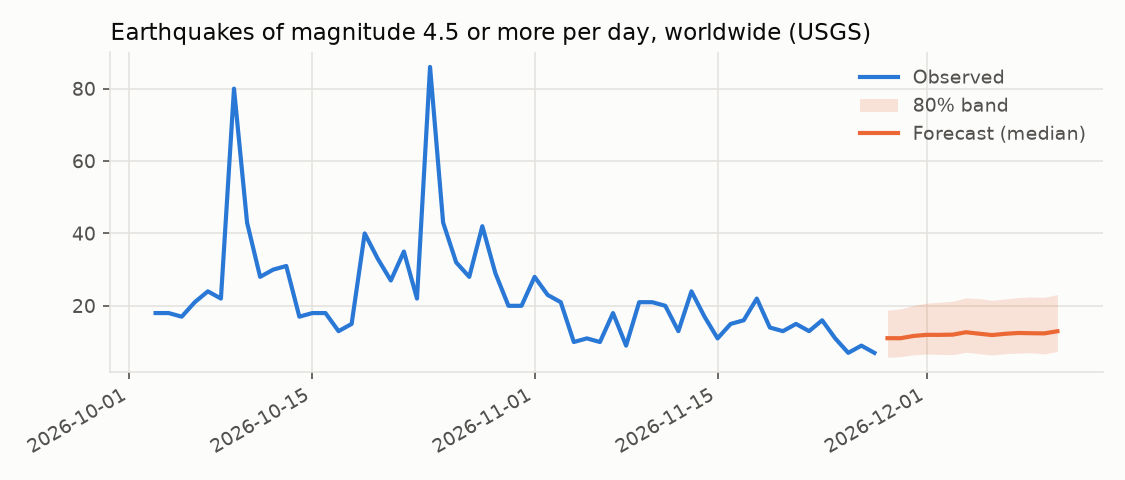 Earthquakes of magnitude 4.5 or more per day, worldwide (USGS)
Observed
80% band
Forecast (median)
80
60
40
20
2026-10-01
2026-10-15
2026-11-01
2026-11-15
2026-12-01